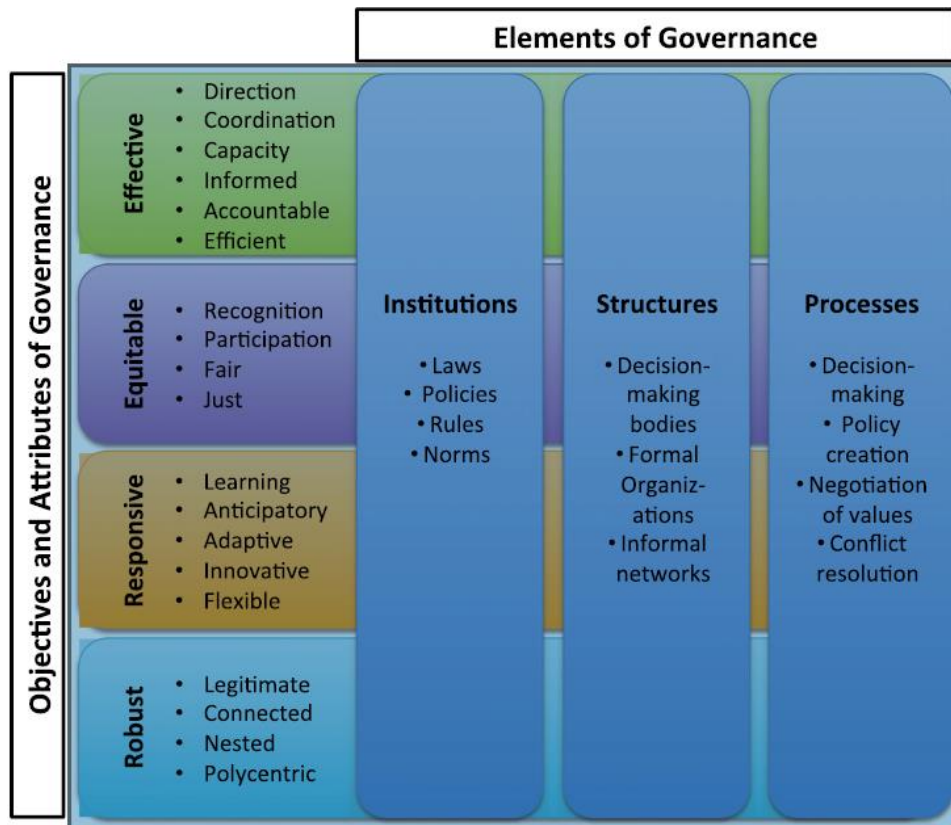 Elements of Governance
Objectives and Attributes of Governance
Effective
• Direction
• Coordination
• Capacity
• Informed
• Accountable
• Efficient
Equitable
• Recognition
• Participation
• Fair
• Just
Responsive
• Learning
• Anticipatory
• Adaptive
• Innovative
• Flexible
Robust
• Legitimate
• Connected
• Nested
• Polycentric
Institutions
• Laws
• Policies
• Rules
• Norms
Structures
• Decision-
making
bodies
• Formal
Organiz-
ations
• Informal
networks
Processes
• Decision-
making
• Policy
creation
• Negotiation
of values
• Conflict
resolution